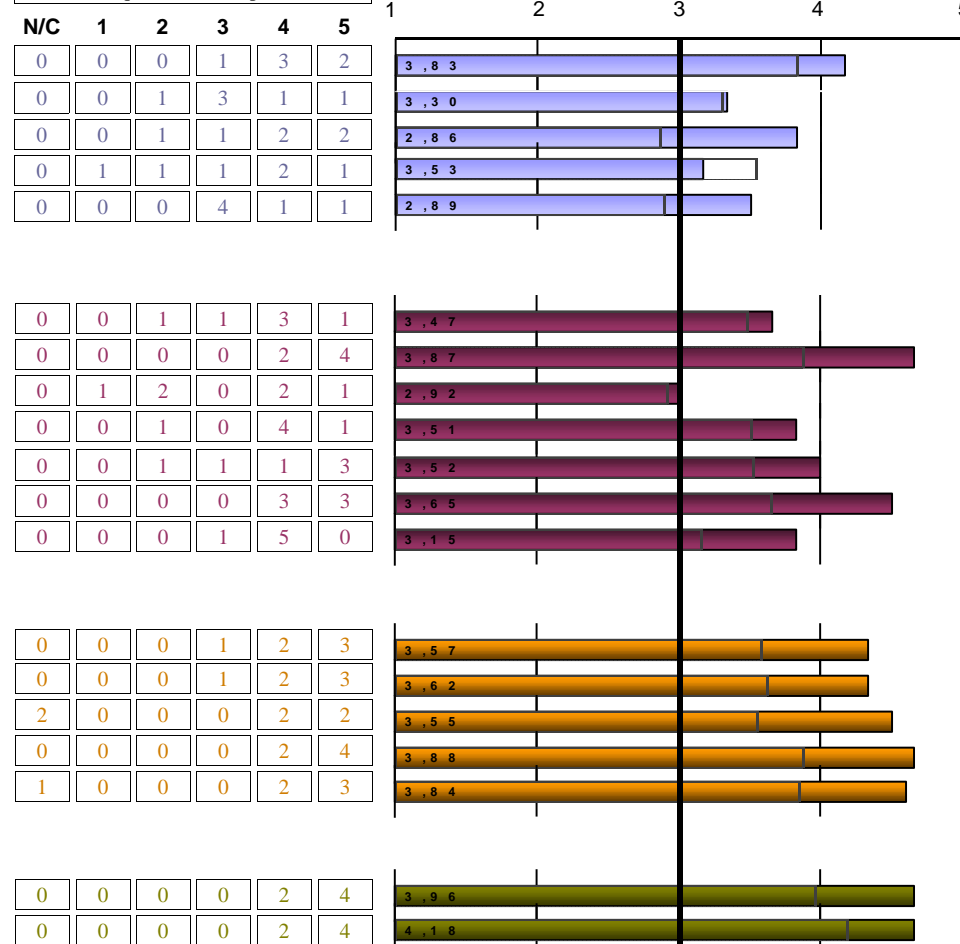 1 2 3 4
N/C 1 2 3 4 5
0 0 0 1 3 2 3,83
0 0 1 3 1 1 3,30
0 0 1 1 2 2 2,86
0 1 1 1 2 1 3,53
0 0 0 4 1 1 2,89
0 0 1 1 3 1 3,47
0 0 0 0 2 4 3,87
0 1 2 0 2 1 2,92
0 0 1 0 4 1 3,51
0 0 1 1 1 3 3,52
0 0 0 0 3 3 3,65
0 0 0 1 5 0 3,15
0 0 0 1 2 3 3,57
0 0 0 1 2 3 3,62
2 0 0 0 2 2 3,55
0 0 0 0 2 4 3,88
1 0 0 0 2 3 3,84
0 0 0 0 2 4 3,96
0 0 0 0 2 4 4,18